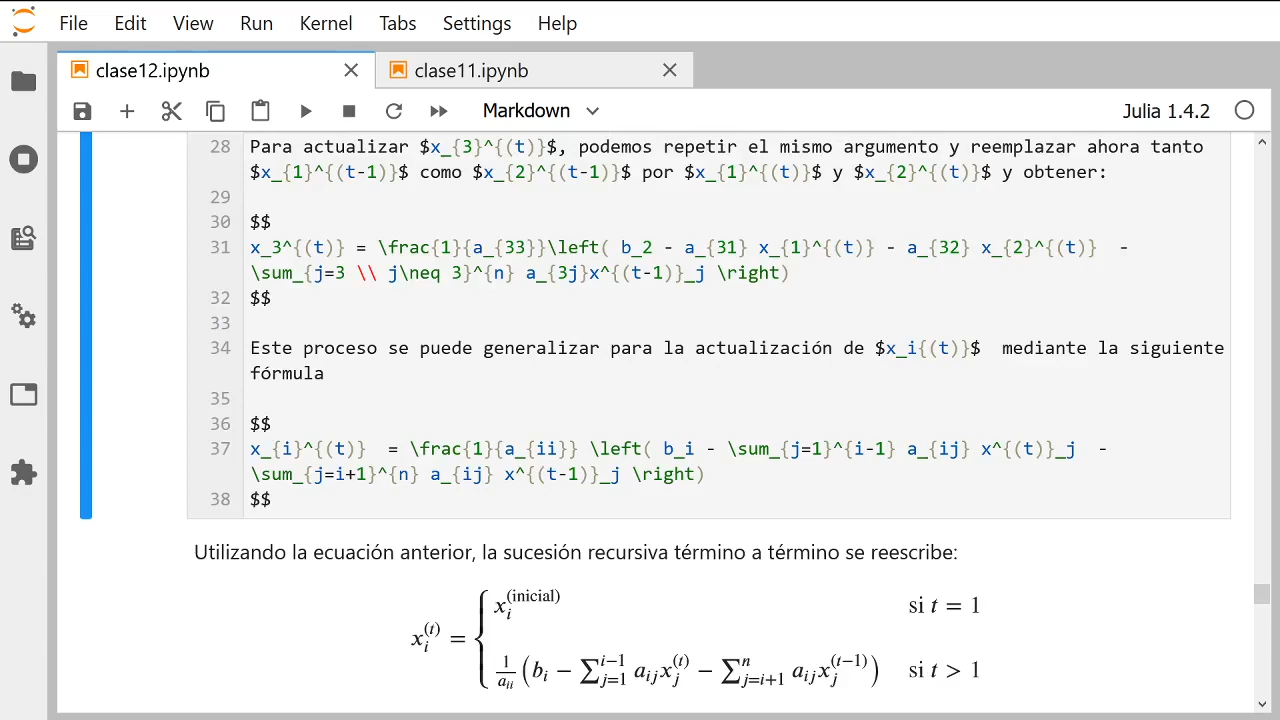 File Edit View Run Kernel Tabs Settings Help
clase12.ipynb clase11.ipynb
Markdown Julia 1.4.2
28 Para actualizar $x_{3}^{(t)}$, podemos repetir el mismo argumento y reemplazar ahora tanto
$x_{1}^{(t-1)}$ como $x_{2}^{(t-1)}$ por $x_{1}^{(t)}$ y $x_{2}^{(t)}$ y obtener:
29
30 $$
31 x_3^{(t)} = \frac{1}{a_{33}}\left( b_2 - a_{31} x_{1}^{(t)} - a_{32} x_{2}^{(t)}  -
\sum_{j=3 \\ j\neq 3}^{n} a_{3j}x^{(t-1)}_j \right)
32 $$
33
34 Este proceso se puede generalizar para la actualización de $x_i{(t)}$  mediante la siguiente
fórmula
35
36 $$
37 x_{i}^{(t)}  = \frac{1}{a_{ii}} \left( b_i - \sum_{j=1}^{i-1} a_{ij} x^{(t)}_j  -
\sum_{j=i+1}^{n} a_{ij} x^{(t-1)}_j \right)
38 $$
Utilizando la ecuación anterior, la sucesión recursiva término a término se reescribe:
x_i^{(t)} = { x_i^{(inicial)} si t = 1
1/a_{ii} (b_i − ∑_{j=1}^{i−1} a_{ij} x_j^{(t)} − ∑_{j=i+1}^{n} a_{ij} x_j^{(t−1)}) si t > 1